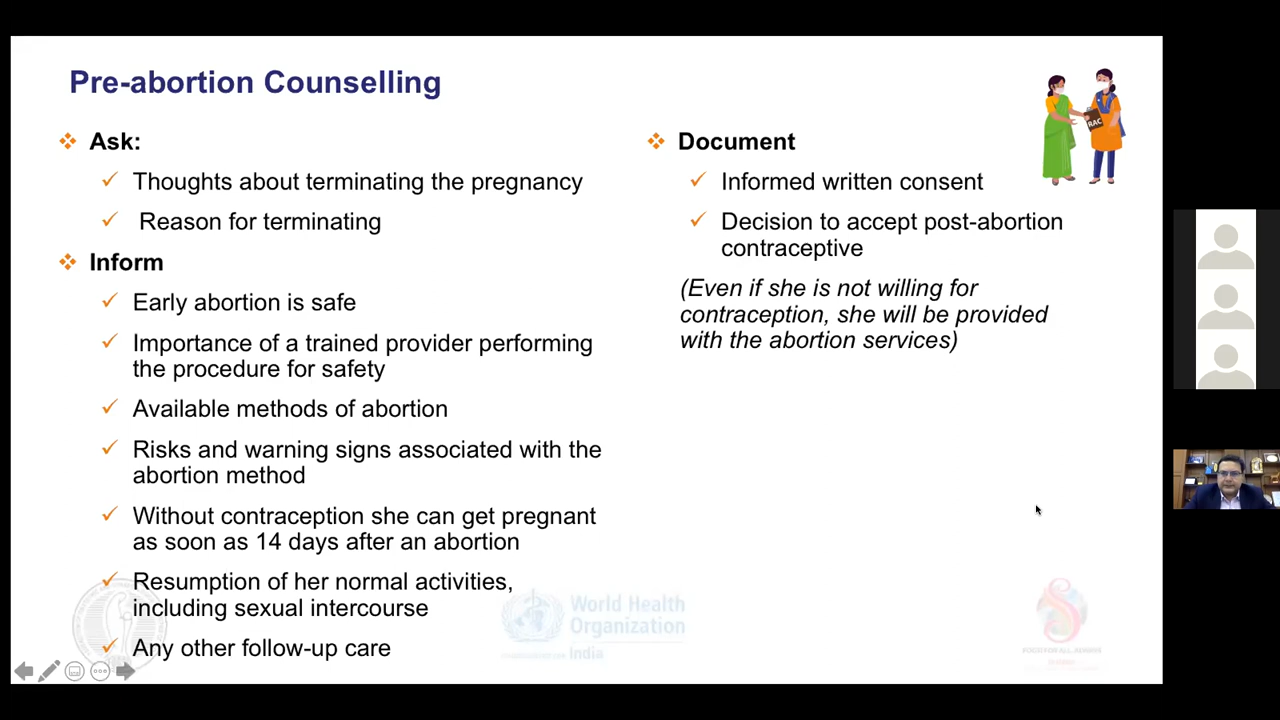 Pre-abortion Counselling
Ask:
Thoughts about terminating the pregnancy
Reason for terminating
Inform
Early abortion is safe
Importance of a trained provider performing
the procedure for safety
Available methods of abortion
Risks and warning signs associated with the
abortion method
Without contraception she can get pregnant
as soon as 14 days after an abortion
Resumption of her normal activities,
including sexual intercourse
Any other follow-up care
Document
Informed written consent
Decision to accept post-abortion
contraceptive
(Even if she is not willing for
contraception, she will be provided
with the abortion services)
RAC
World Health
Organization
India